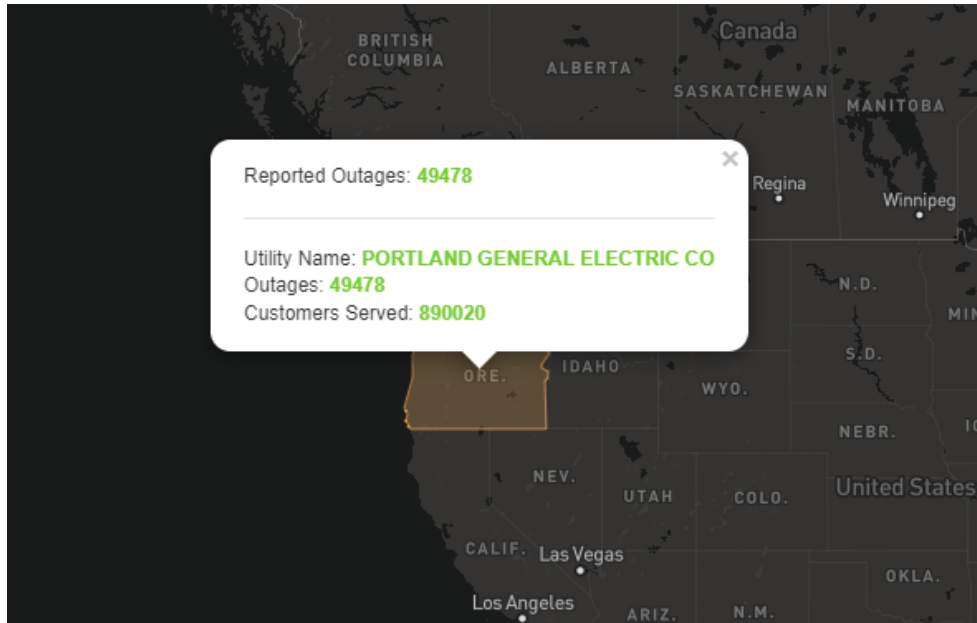 Canada
BRITISH
COLUMBIA
ALBERTA
SASKATCHEWAN
MANITOBA
×
Reported Outages: 49478
Regina
Winnipeg
Utility Name: PORTLAND GENERAL ELECTRIC CO
Outages: 49478
Customers Served: 890020
N.D.
MIN
S.D.
IDAHO
ORE.
WYO.
NEBR.
NEV.
UTAH
COLO.
United States
CALIF.
Las Vegas
OKLA.
Los Angeles
ARIZ.
N.M.